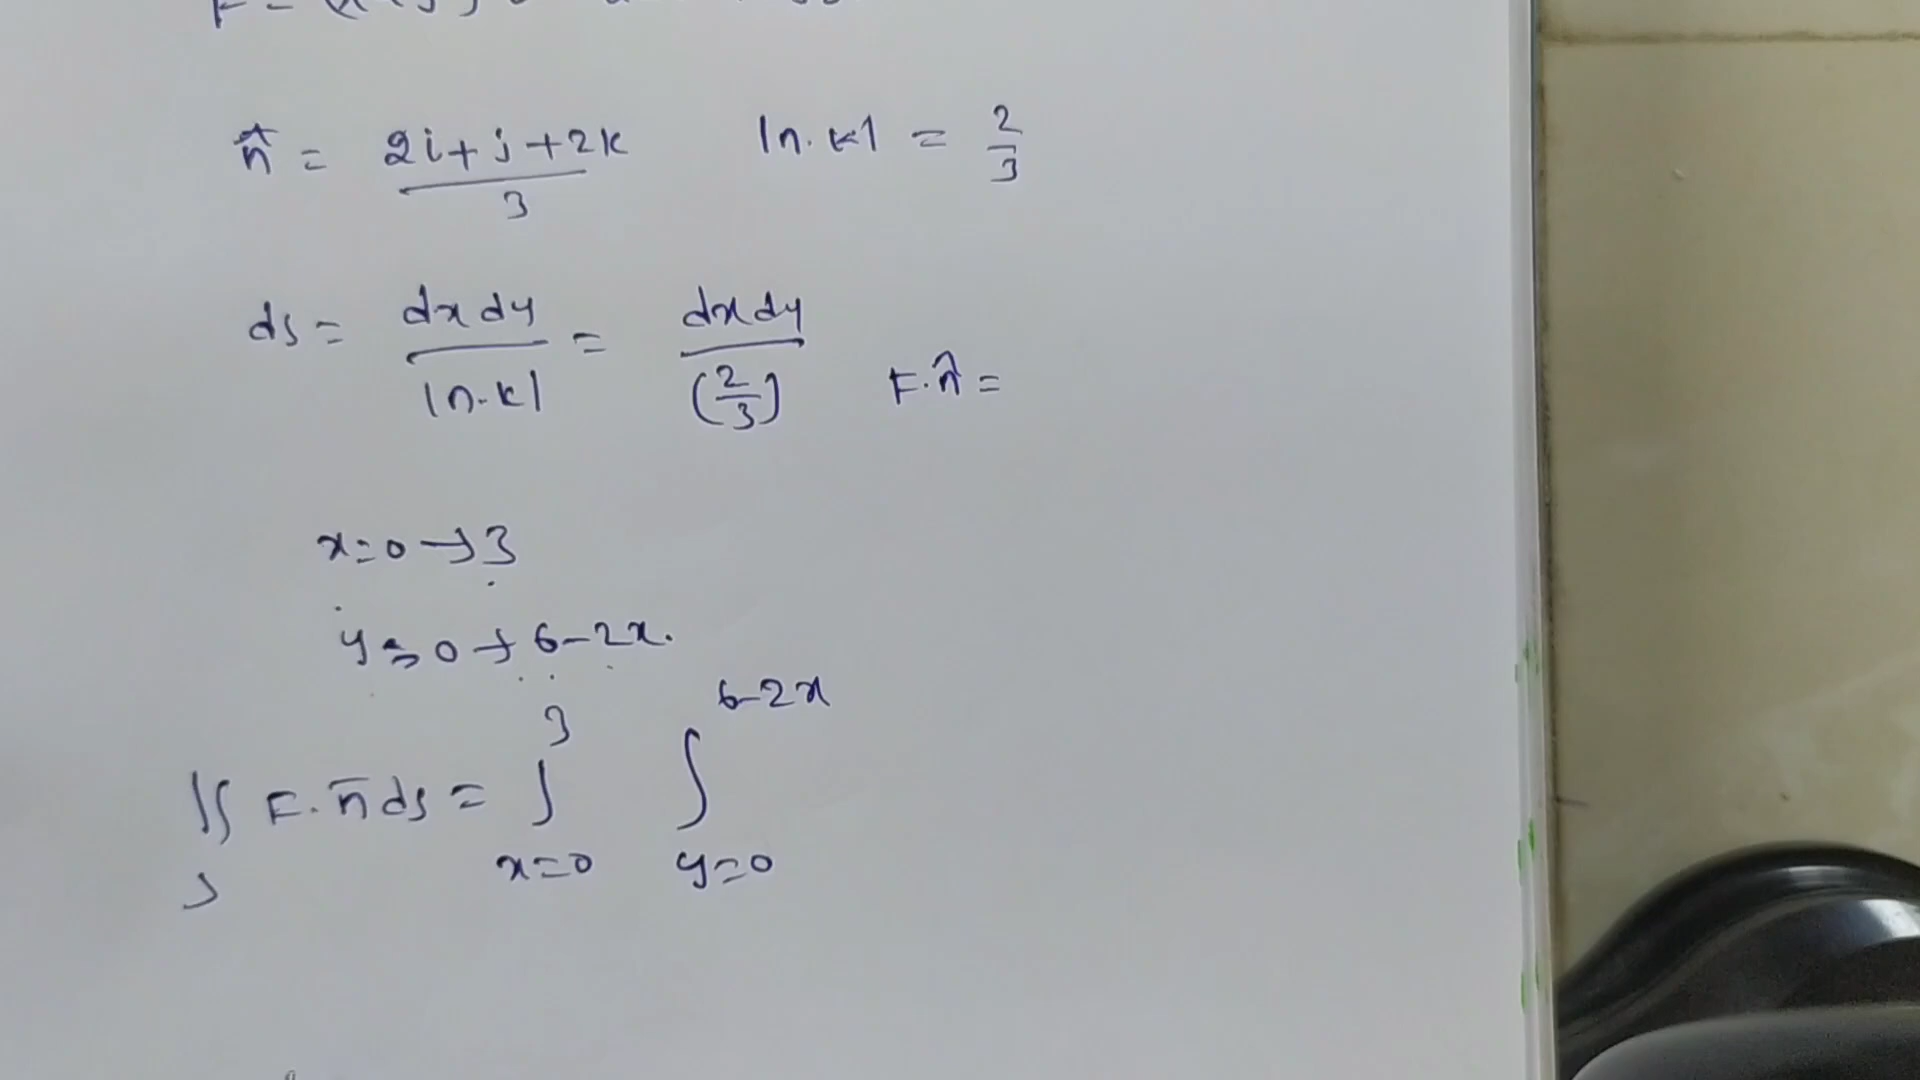 n̂ = 2i+j+2k / 3 |n.k| = 2/3
ds = dx dy / |n.k| = dx dy / (2/3) F.n̂ =
x=0→3
y=0→6-2x.
3 6-2x
∬ F.n̄ ds = ∫ ∫
S x=0 y=0